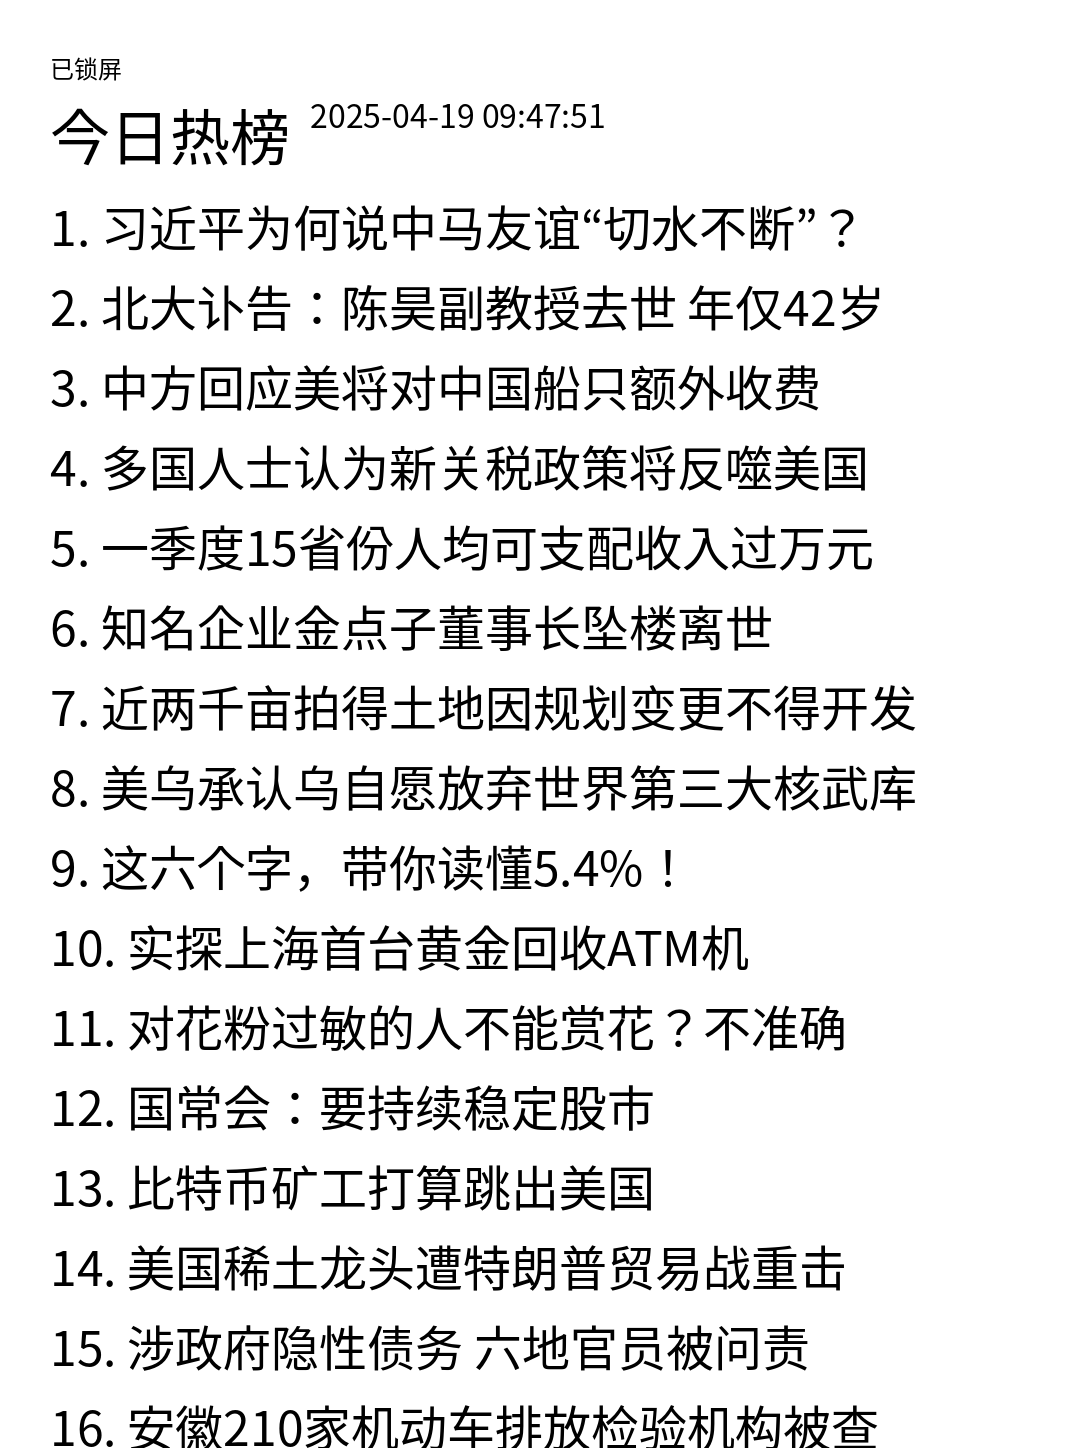 已锁屏
今日热榜 2025-04-19 09:47:51
1. 习近平为何说中马友谊“切水不断”？
2. 北大讣告：陈昊副教授去世 年仅42岁
3. 中方回应美将对中国船只额外收费
4. 多国人士认为新关税政策将反噬美国
5. 一季度15省份人均可支配收入过万元
6. 知名企业金点子董事长坠楼离世
7. 近两千亩拍得土地因规划变更不得开发
8. 美乌承认乌自愿放弃世界第三大核武库
9. 这六个字，带你读懂5.4%！
10. 实探上海首台黄金回收ATM机
11. 对花粉过敏的人不能赏花？不准确
12. 国常会：要持续稳定股市
13. 比特币矿工打算跳出美国
14. 美国稀土龙头遭特朗普贸易战重击
15. 涉政府隐性债务 六地官员被问责
16. 安徽210家机动车排放检验机构被查